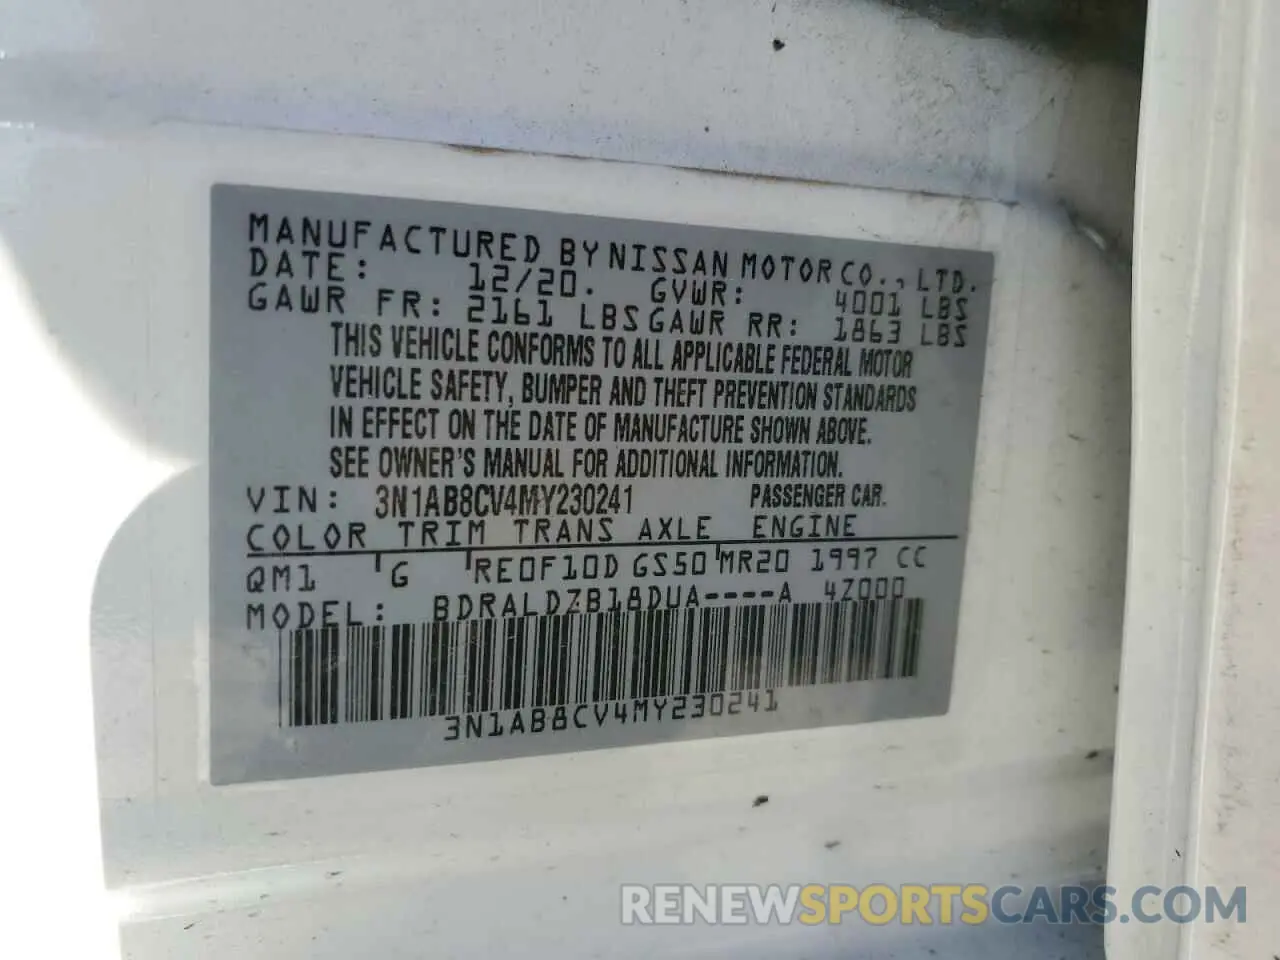 MANUFACTURED BY NISSAN MOTOR CO., LTD.
DATE: 12/20. GVWR: 4001 LBS
GAWR FR: 2161 LBS GAWR RR: 1863 LBS
THIS VEHICLE CONFORMS TO ALL APPLICABLE FEDERAL MOTOR
VEHICLE SAFETY, BUMPER AND THEFT PREVENTION STANDARDS
IN EFFECT ON THE DATE OF MANUFACTURE SHOWN ABOVE.
SEE OWNER'S MANUAL FOR ADDITIONAL INFORMATION.
VIN: 3N1AB8CV4MY230241 PASSENGER CAR.
COLOR TRIM TRANS AXLE ENGINE
QM1 G RE0F10D GS50 MR20 1997 CC
MODEL: BDRALDZB18DUA----A 4Z000
3N1AB8CV4MY230241
RENEWSPORTSCARS.COM